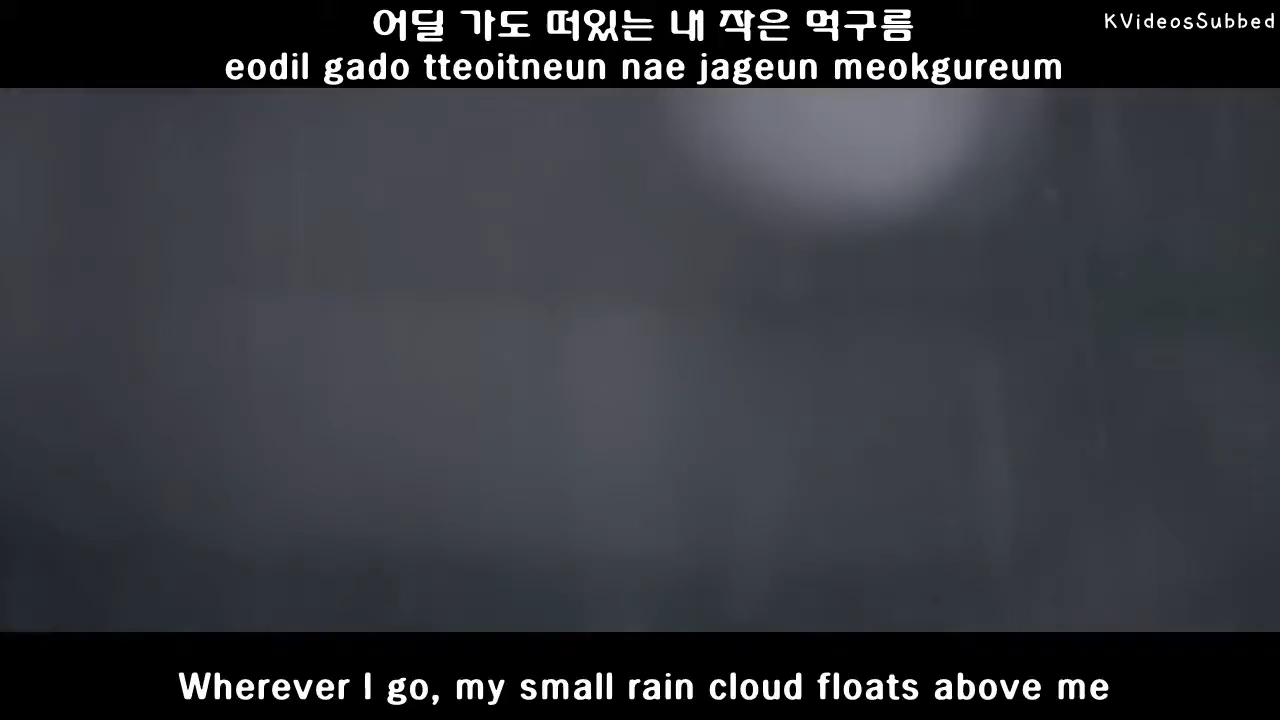 어딜 가도 떠있는 내 작은 먹구름
KVideosSubbed
eodil gado tteoitneun nae jageun meokgureum
Wherever I go, my small rain cloud floats above me